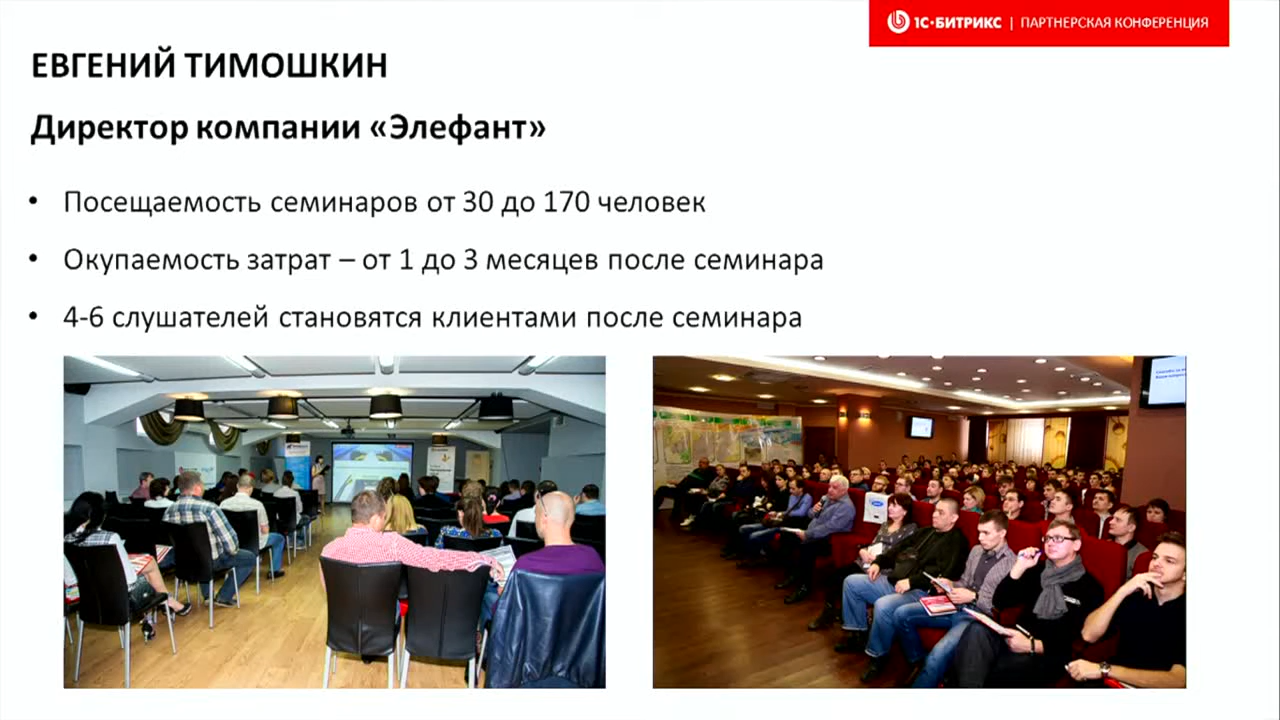 1С-БИТРИКС | ПАРТНЕРСКАЯ КОНФЕРЕНЦИЯ
ЕВГЕНИЙ ТИМОШКИН
Директор компании «Элефант»
• Посещаемость семинаров от 30 до 170 человек
• Окупаемость затрат – от 1 до 3 месяцев после семинара
• 4-6 слушателей становятся клиентами после семинара